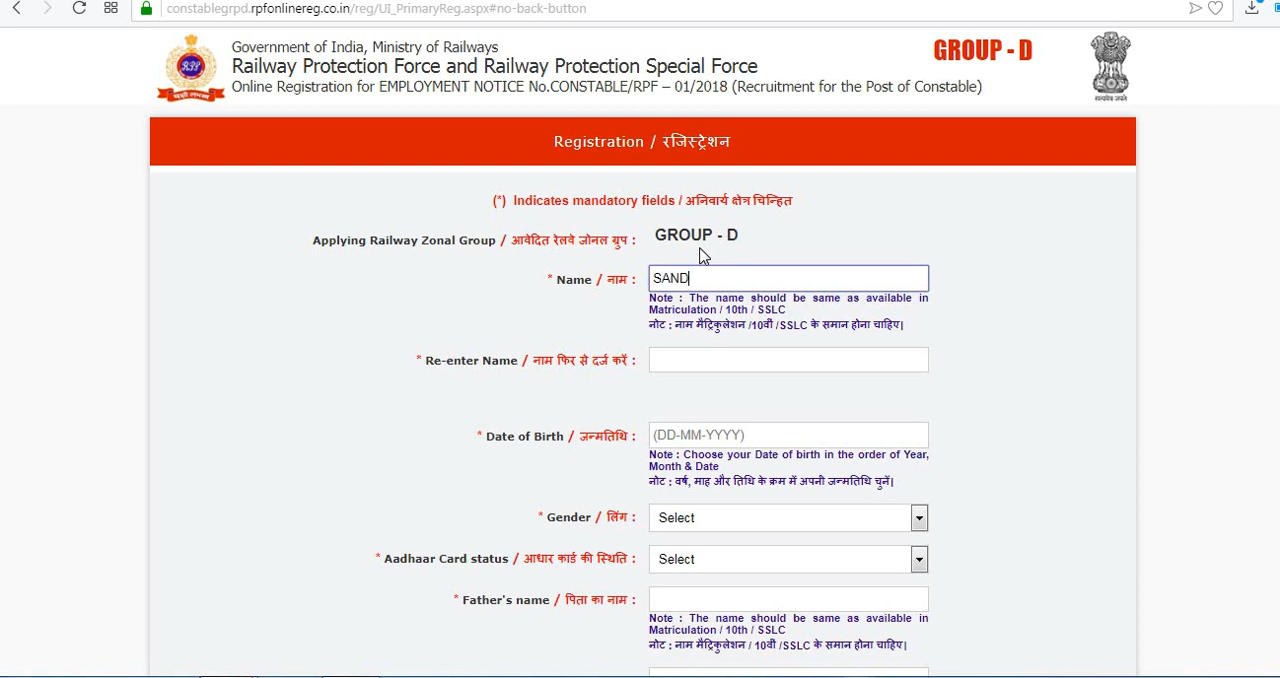 constablegrpd.rpfonlinereg.co.in/reg/UI_PrimaryReg.aspx#no-back-button
Government of India, Ministry of Railways
Railway Protection Force and Railway Protection Special Force
Online Registration for EMPLOYMENT NOTICE No.CONSTABLE/RPF – 01/2018 (Recruitment for the Post of Constable)
GROUP - D
सत्यमेव जयते
Registration / रजिस्ट्रेशन
(*) Indicates mandatory fields / अनिवार्य क्षेत्र चिन्हित
Applying Railway Zonal Group / आवेदित रेलवे जोनल ग्रुप : GROUP - D
* Name / नाम : SAND
Note : The name should be same as available in
Matriculation / 10th / SSLC
नोट : नाम मैट्रिकुलेशन /10वीं /SSLC के समान होना चाहिए।
* Re-enter Name / नाम फिर से दर्ज करें :
* Date of Birth / जन्मतिथि : (DD-MM-YYYY)
Note : Choose your Date of birth in the order of Year,
Month & Date
नोट : वर्ष, माह और तिथि के क्रम में अपनी जन्मतिथि चुनें।
* Gender / लिंग : Select
* Aadhaar Card status / आधार कार्ड की स्थिति : Select
* Father's name / पिता का नाम :
Note : The name should be same as available in
Matriculation / 10th / SSLC
नोट : नाम मैट्रिकुलेशन / 10वीं /SSLC के समान होना चाहिए।